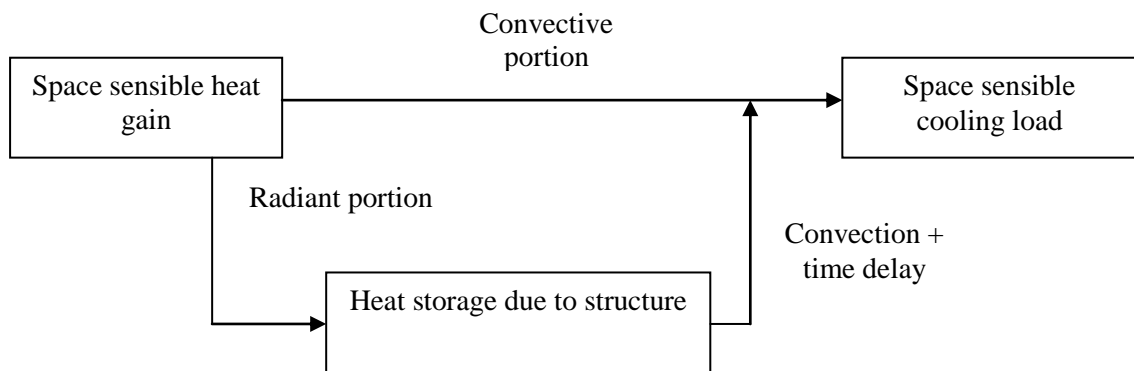 Convective
portion
Space sensible heat
gain
Space sensible
cooling load
Radiant portion
Convection +
time delay
Heat storage due to structure